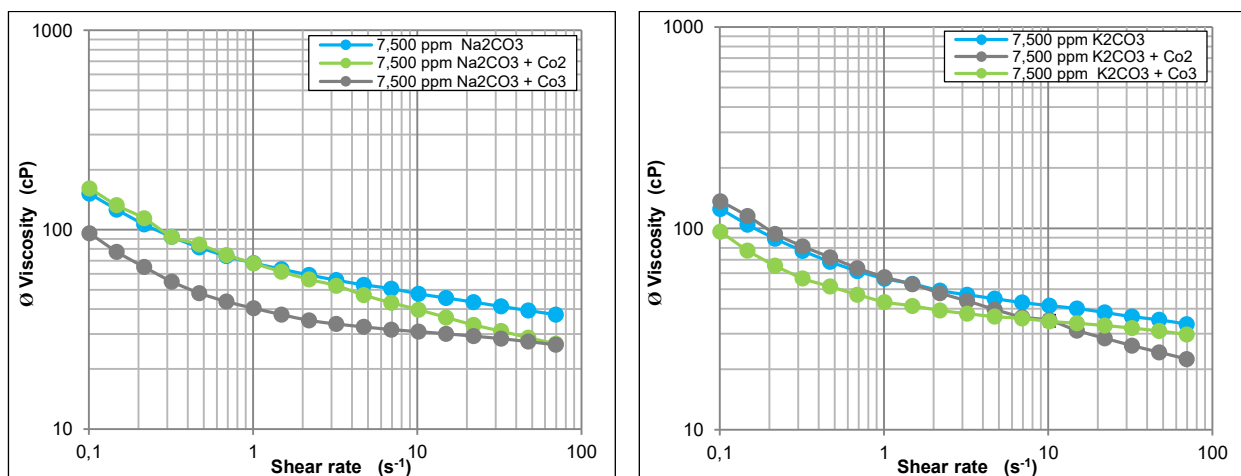 1000
100
10
0,1
1
10
100
Ø Viscosity (cP)
Shear rate (s-1)
7,500 ppm Na2CO3
7,500 ppm Na2CO3 + Co2
7,500 ppm Na2CO3 + Co3
1000
100
10
0,1
1
10
100
Ø Viscosity (cP)
Shear rate (s-1)
7,500 ppm K2CO3
7,500 ppm K2CO3 + Co2
7,500 ppm K2CO3 + Co3